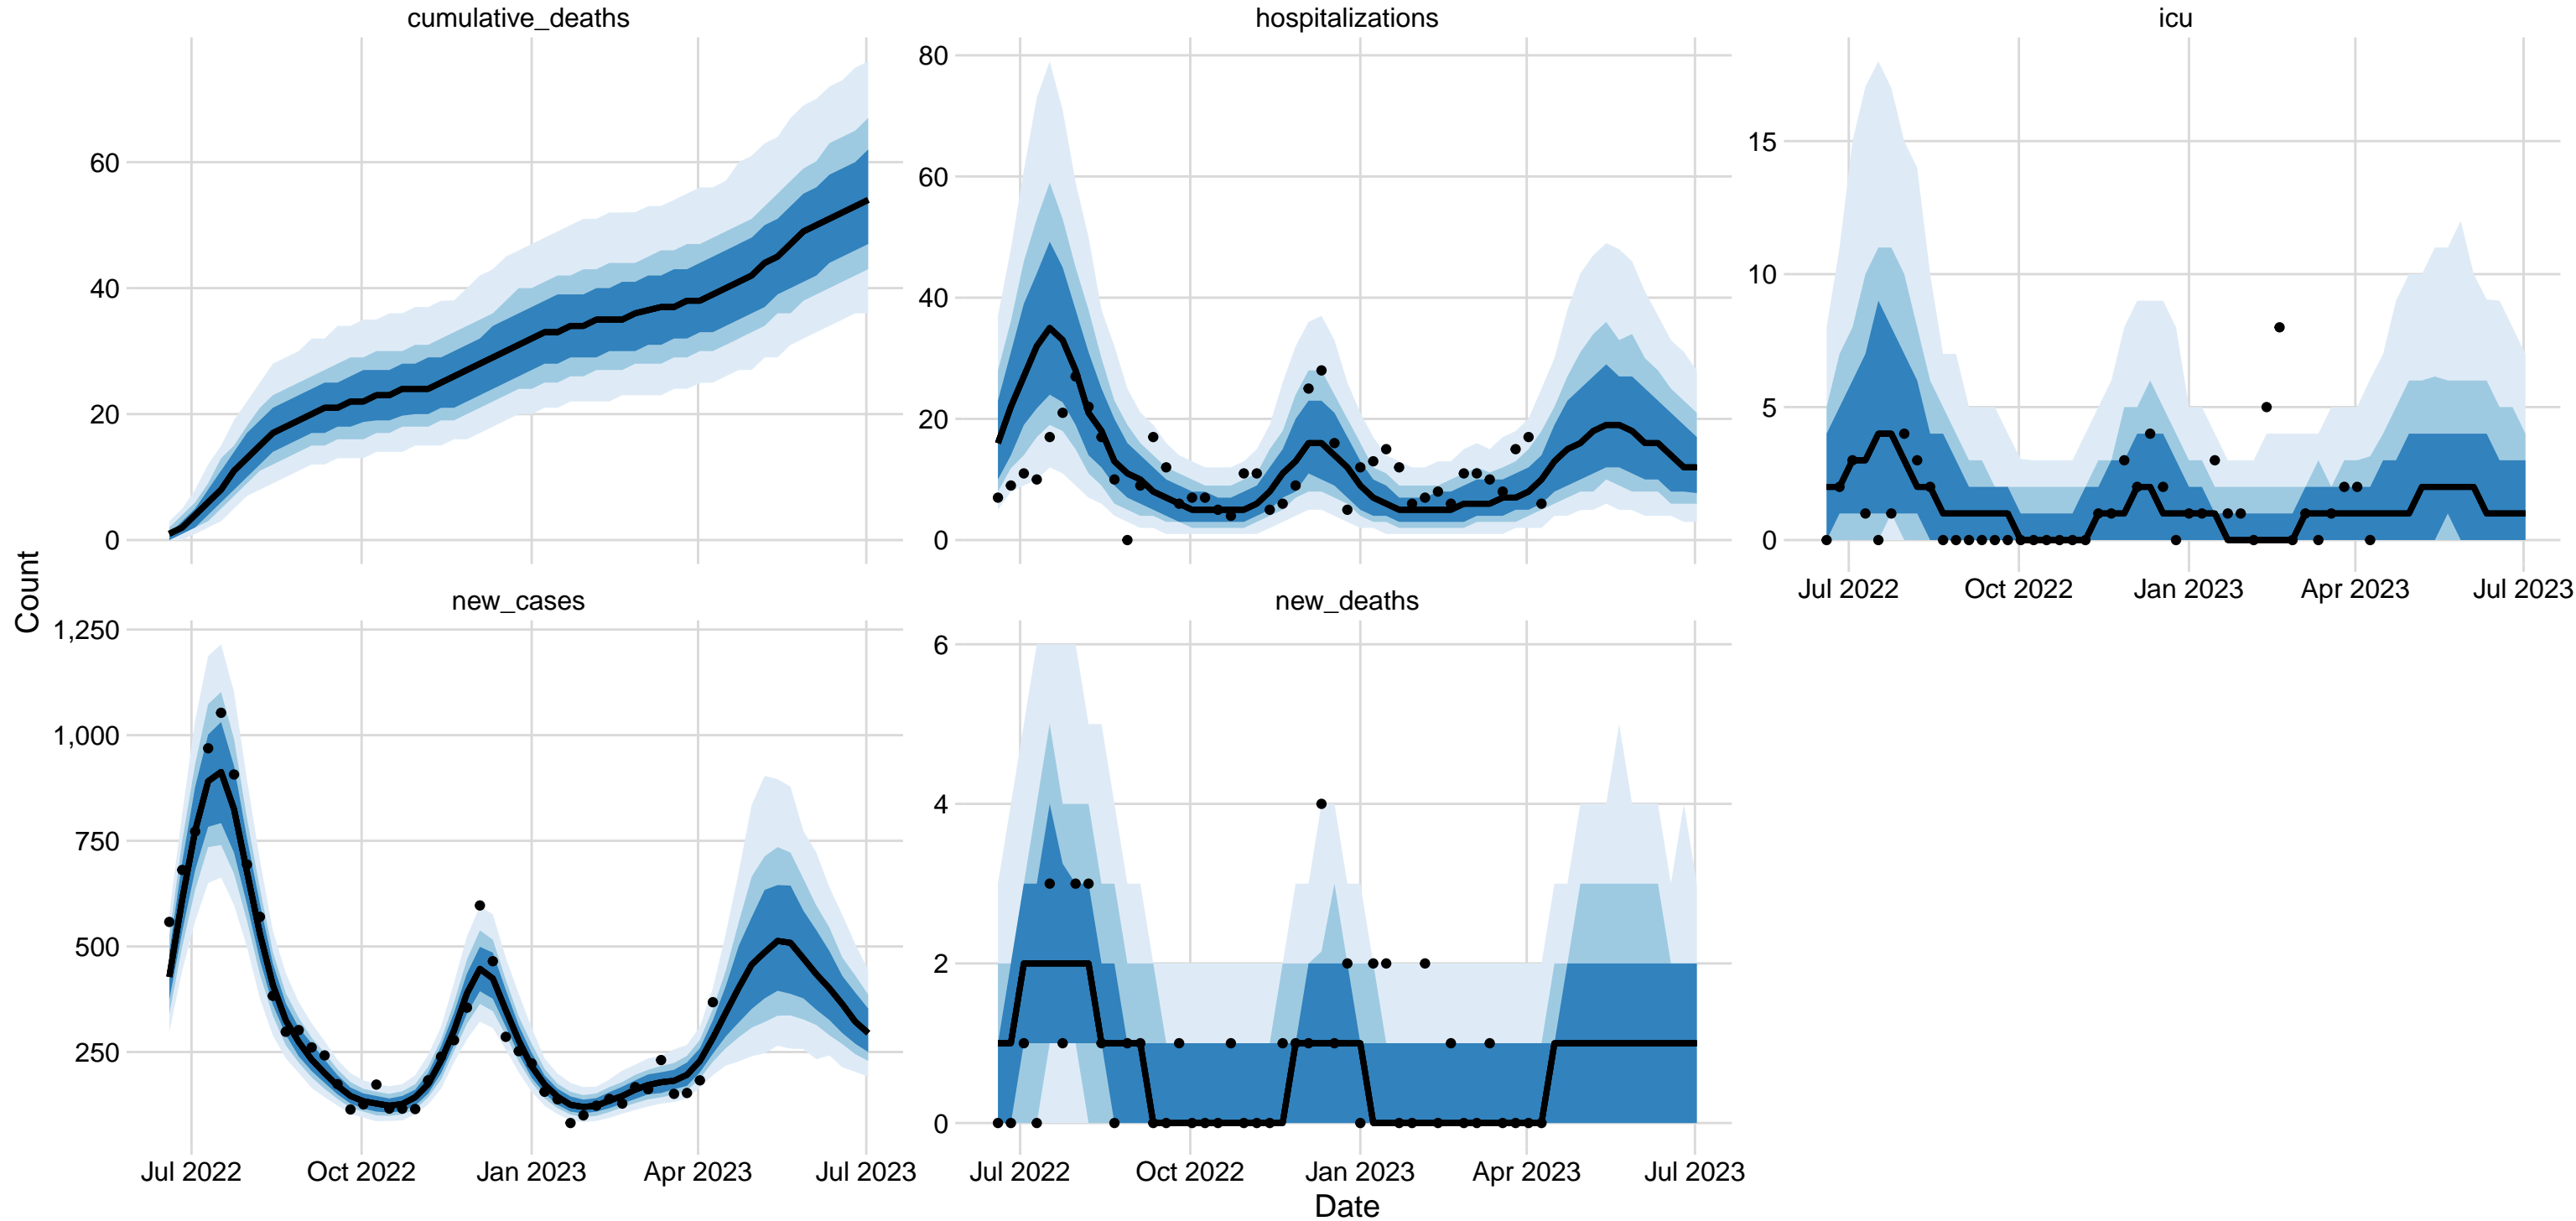 cumulative_deaths
hospitalizations
icu
0
20
40
60
0
20
40
60
80
0
5
10
15
Jul 2022 Oct 2022 Jan 2023 Apr 2023 Jul 2023
new_cases
new_deaths
250
500
750
1,000
1,250
0
2
4
6
Jul 2022 Oct 2022 Jan 2023 Apr 2023 Jul 2023
Jul 2022 Oct 2022 Jan 2023 Apr 2023 Jul 2023
Date
Count